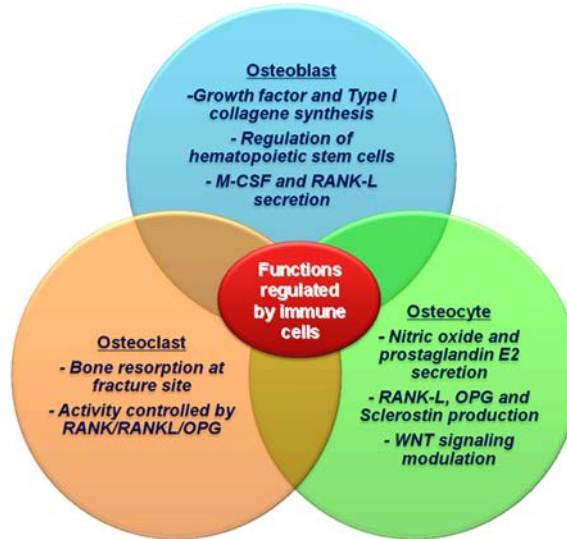 Osteoblast
-Growth factor and Type I
collagene synthesis
- Regulation of
hematopoietic stem cells
- M-CSF and RANK-L
secretion
Functions
regulated
by immune
cells
Osteoclast
- Bone resorption at
fracture site
- Activity controlled by
RANK/RANKL/OPG
Osteocyte
- Nitric oxide and
prostaglandin E2
secretion
- RANK-L, OPG and
Sclerostin production
- WNT signaling
modulation